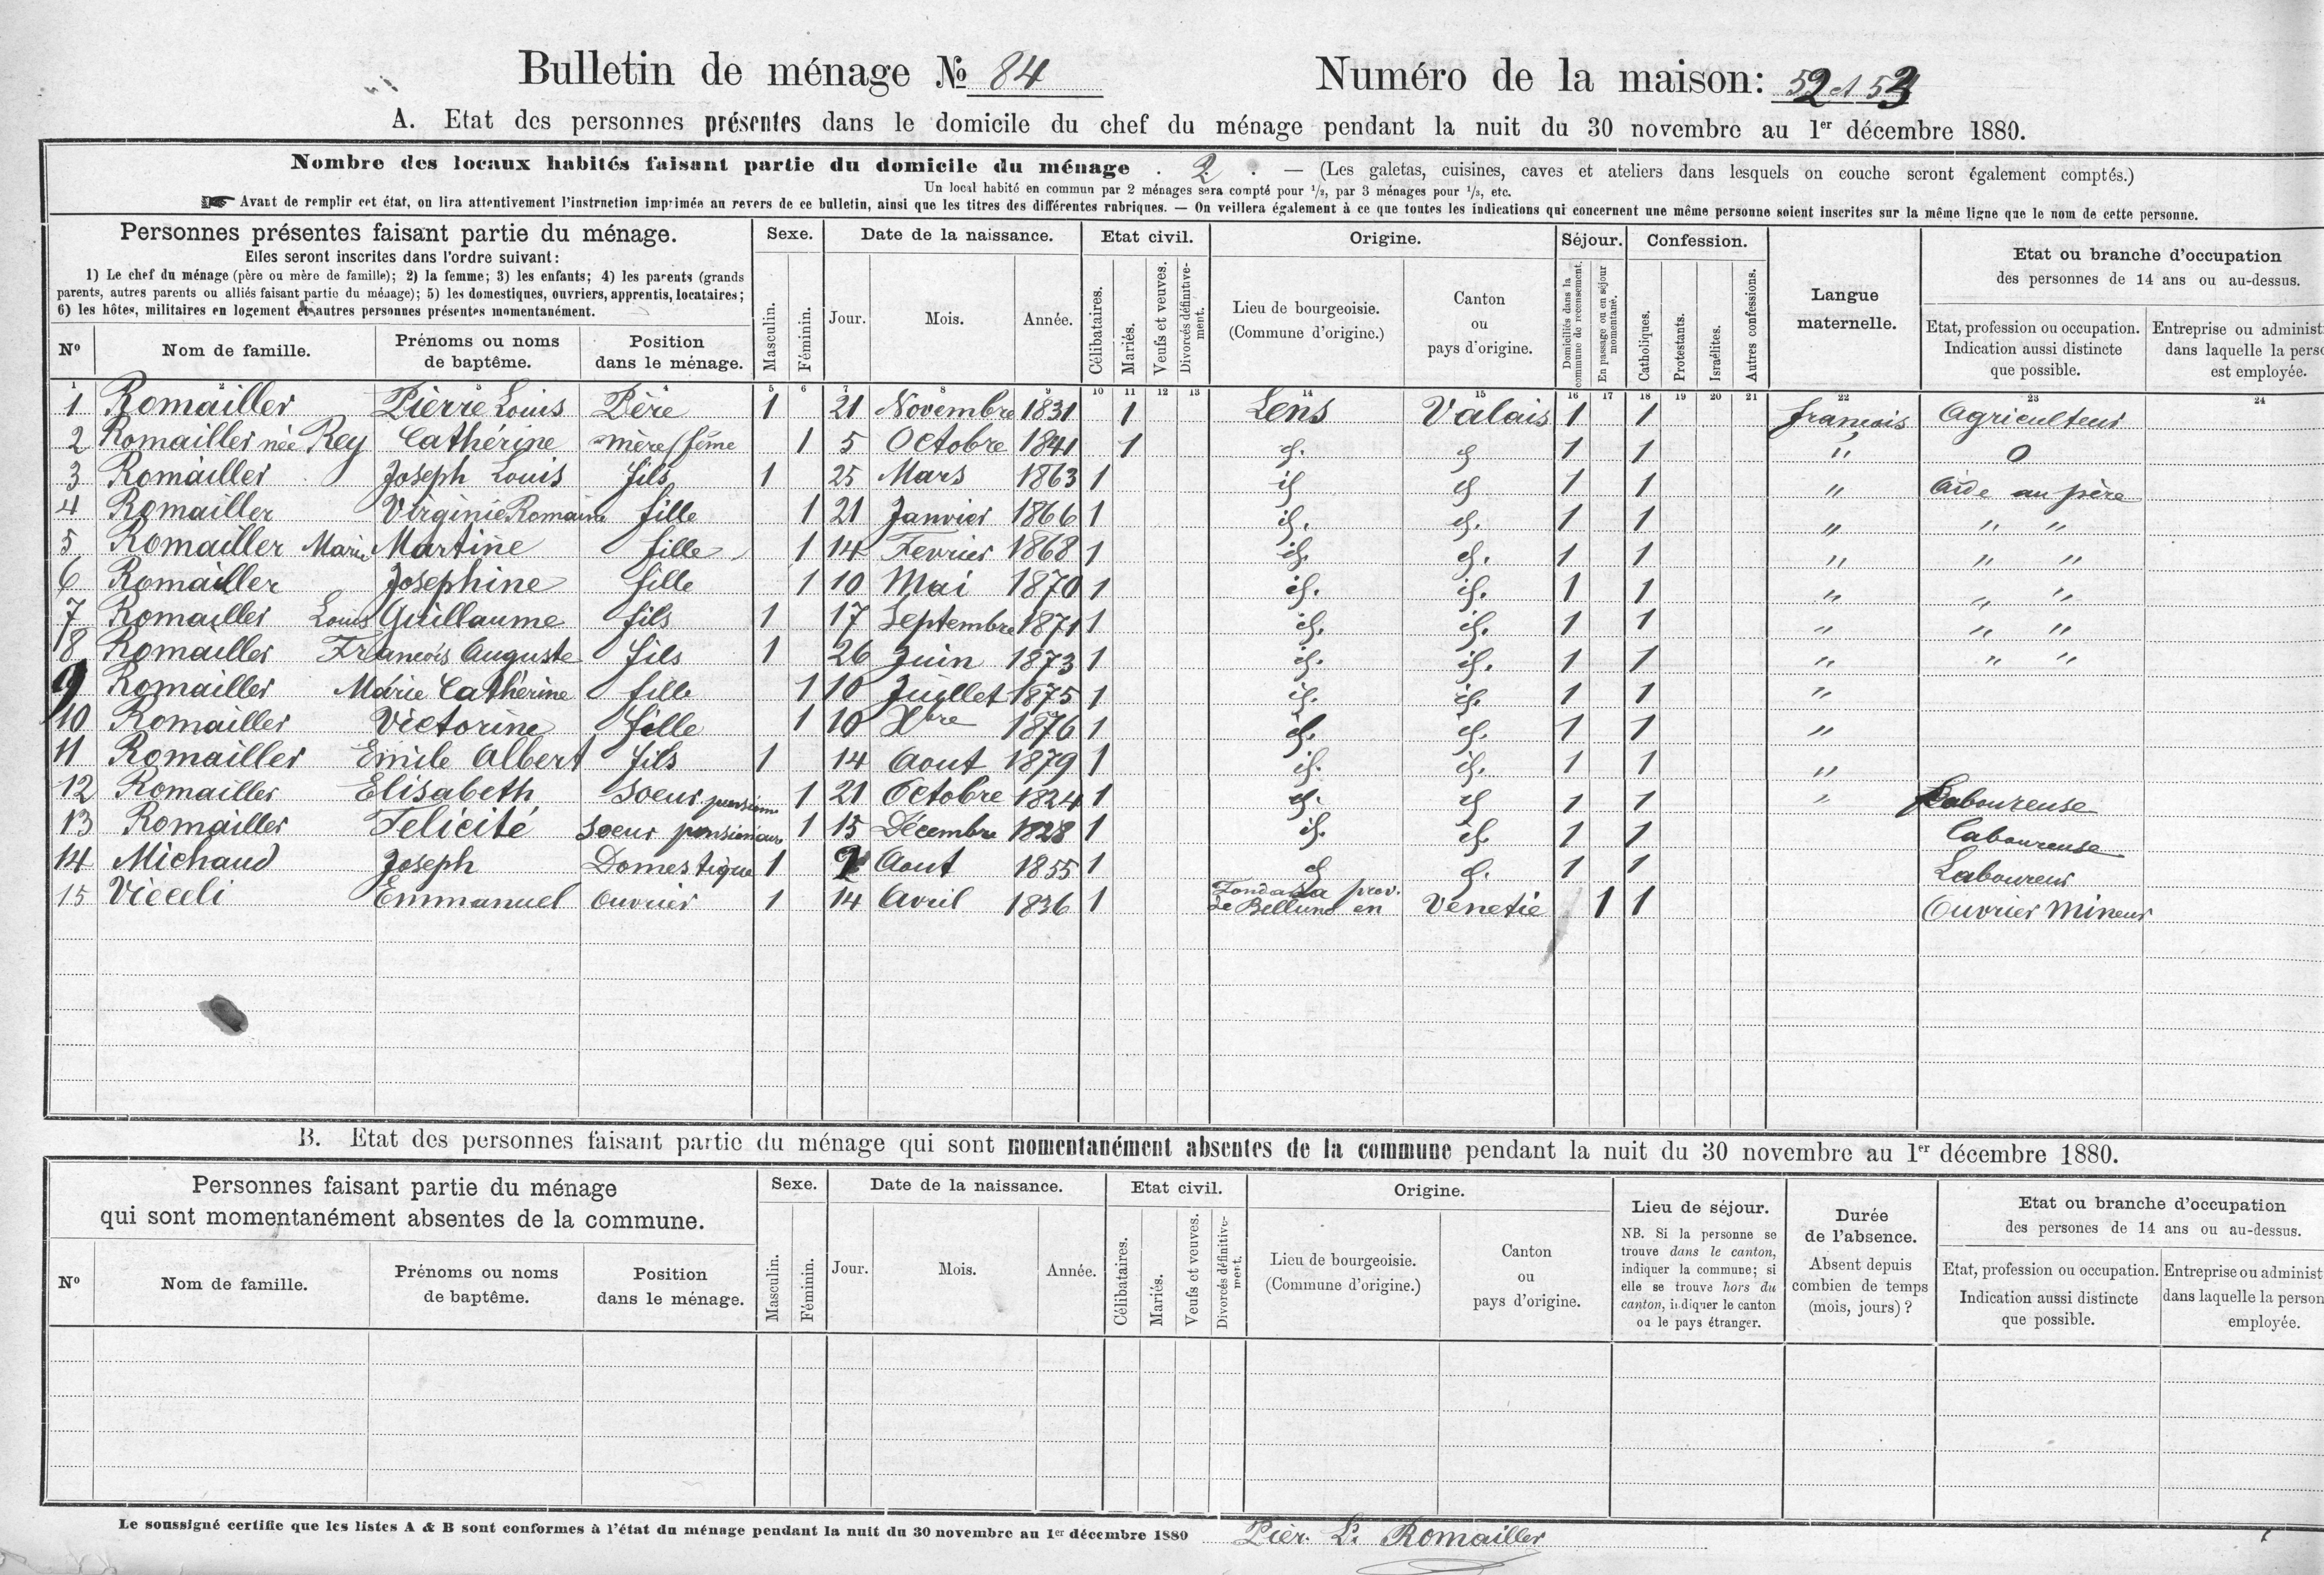 Bulletin de ménage № 84 Numéro de la maison: 52 et 53
A. Etat des personnes présentes dans le domicile du chef du ménage pendant la nuit du 30 novembre au 1er décembre 1880.
Nombre des locaux habités faisant partie du domicile du ménage . 2 . — (Les galetas, cuisines, caves et ateliers dans lesquels on couche seront également comptés.)
Un local habité en commun par 2 ménages sera compté pour 1/2, par 3 ménages pour 1/3, etc.
☛ Avant de remplir cet état, on lira attentivement l'instruction imprimée au revers de ce bulletin, ainsi que les titres des différentes rubriques. — On veillera également à ce que toutes les indications qui concernent une même personne soient inscrites sur la même ligne que le nom de cette personne.
Personnes présentes faisant partie du ménage.
Elles seront inscrites dans l'ordre suivant:
1) Le chef du ménage (père ou mère de famille); 2) la femme; 3) les enfants; 4) les parents (grands
parents, autres parents ou alliés faisant partie du ménage); 5) les domestiques, ouvriers, apprentis, locataires;
6) les hôtes, militaires en logement et autres personnes présentes momentanément.
Nº
Nom de famille.
Prénoms ou noms
de baptême.
Position
dans le ménage.
Sexe.
Masculin.
Féminin.
Date de la naissance.
Jour.
Mois.
Année.
Etat civil.
Célibataires.
Mariés.
Veufs et veuves.
Divorcés définitive-
ment.
Origine.
Lieu de bourgeoisie.
(Commune d'origine.)
Canton
ou
pays d'origine.
Séjour.
Domiciliés dans la
commune de recensement.
En passage ou en séjour
momentané.
Confession.
Catholiques.
Protestants.
Israélites.
Autres confessions.
Langue
maternelle.
Etat ou branche d'occupation
des personnes de 14 ans ou au-dessus.
Etat, profession ou occupation.
Indication aussi distincte
que possible.
Entreprise ou administ
dans laquelle la perso
est employée.
1 2 3 4 5 6 7 8 9 10 11 12 13 14 15 16 17 18 19 20 21 22 23 24
1 Romailler Pièrre Louis Père 1 21 Novembre 1831 1 Lens Valais 1 1 francois Agriculteur
2 Romailler née Rey Cathérine mère/féme 1 5 Octobre 1841 1 id. id 1 1 " 0
3 Romailler Joseph Louis fils 1 25 Mars 1863 1 id id 1 1 " Aide au père
4 Romailler Virginie Romaine fille 1 21 Janvier 1866 1 id. id. 1 1 " " "
5 Romailler Marie Martine fille 1 14 Fevrier 1868 1 id. id. 1 1 " " "
6 Romailler Josephine fille 1 10 Mai 1870 1 id. id. 1 1 " " "
7 Romailler Louis Guillaume fils 1 17 Septembre 1871 1 id. id. 1 1 " " "
8 Romailler Francois Auguste fils 1 26 Juin 1873 1 id. id. 1 1 " " "
9 Romailler Marie Catherine fille 1 10 Juillet 1875 1 id. id. 1 1 "
10 Romailler Victorine fille 1 10 Xbre 1876 1 id. id. 1 1 "
11 Romailler Emile Albert fils 1 14 Aout 1879 1 id. id. 1 1 "
12 Romailler Elisabeth Soeur 1 21 Octobre 1824 1 id. id 1 1 " Laboureuse
13 Romailler Felicité Soeur 1 15 Décembre 1828 1 id. id. 1 1 Laboureuse
14 Michaud Joseph Domestique 1 2 Aout 1855 1 id id. 1 1 Laboureur
15 Vieceli Emmanuel Ouvrier 1 14 Avril 1836 1 prov. de Belluno en Vénetie 1 1 Ouvrier Mineur
B. Etat des personnes faisant partie du ménage qui sont momentanément absentes de la commune pendant la nuit du 30 novembre au 1er décembre 1880.
Personnes faisant partie du ménage
qui sont momentanément absentes de la commune.
Nº
Nom de famille.
Prénoms ou noms
de baptême.
Position
dans le ménage.
Sexe.
Masculin.
Féminin.
Date de la naissance.
Jour.
Mois.
Année.
Etat civil.
Célibataires.
Mariés.
Veufs et veuves.
Divorcés définitive-
ment.
Origine.
Lieu de bourgeoisie.
(Commune d'origine.)
Canton
ou
pays d'origine.
Lieu de séjour.
NB. Si la personne se
trouve dans le canton,
indiquer la commune; si
elle se trouve hors du
canton, indiquer le canton
ou le pays étranger.
Durée
de l'absence.
Absent depuis
combien de temps
(mois, jours) ?
Etat ou branche d'occupation
des persones de 14 ans ou au-dessus.
Etat, profession ou occupation.
Indication aussi distincte
que possible.
Entreprise ou administ
dans laquelle la person
employée.
Le soussigné certifie que les listes A & B sont conformes à l'état du ménage pendant la nuit du 30 novembre au 1er décembre 1880 Pièr. Ls Romailler